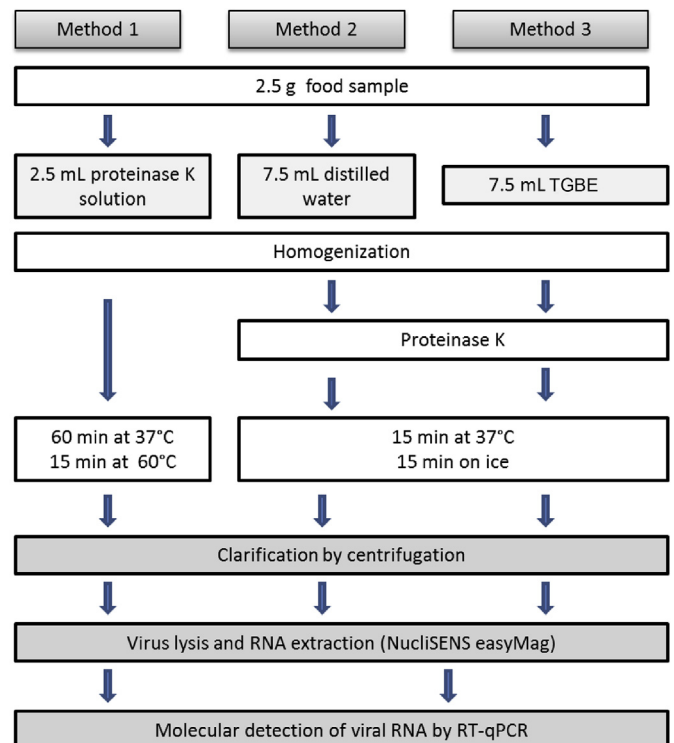 Method 1
Method 2
Method 3
2.5 g food sample
2.5 mL proteinase K
solution
7.5 mL distilled
water
7.5 mL TGBE
Homogenization
Proteinase K
60 min at 37°C
15 min at 60°C
15 min at 37°C
15 min on ice
Clarification by centrifugation
Virus lysis and RNA extraction (NucliSENS easyMag)
Molecular detection of viral RNA by RT-qPCR